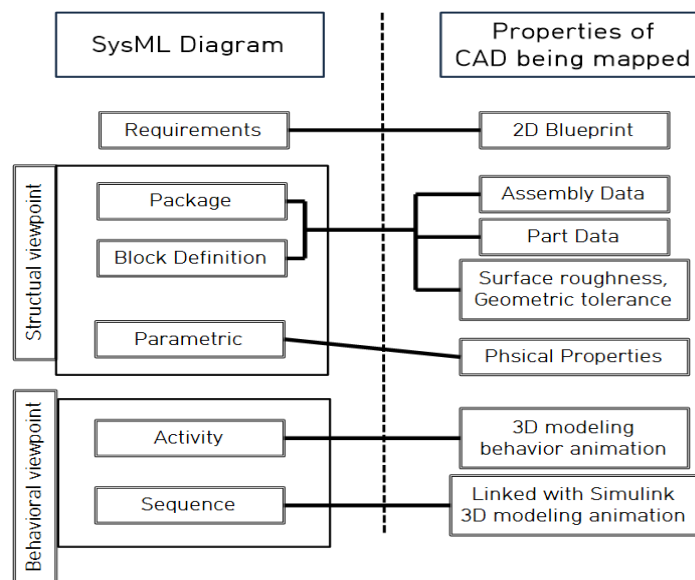 SysML Diagram
Properties of
CAD being mapped
Requirements
2D Blueprint
Structual viewpoint
Package
Assembly Data
Block Definition
Part Data
Surface roughness,
Geometric tolerance
Parametric
Phsical Properties
Behavioral viewpoint
Activity
3D modeling
behavior animation
Sequence
Linked with Simulink
3D modeling animation